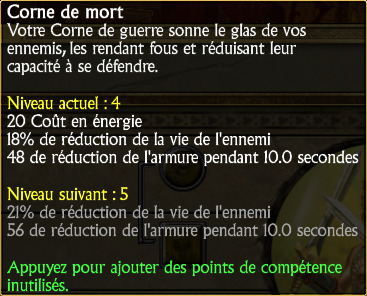 Corne de mort
Votre Corne de guerre sonne le glas de vos
ennemis, les rendant fous et réduisant leur
capacité à se défendre.
Niveau actuel : 4
20 Coût en énergie
18% de réduction de la vie de l'ennemi
48 de réduction de l'armure pendant 10.0 secondes
Niveau suivant : 5
21% de réduction de la vie de l'ennemi
56 de réduction de l'armure pendant 10.0 secondes
Appuyez pour ajouter des points de compétence
inutilisés.